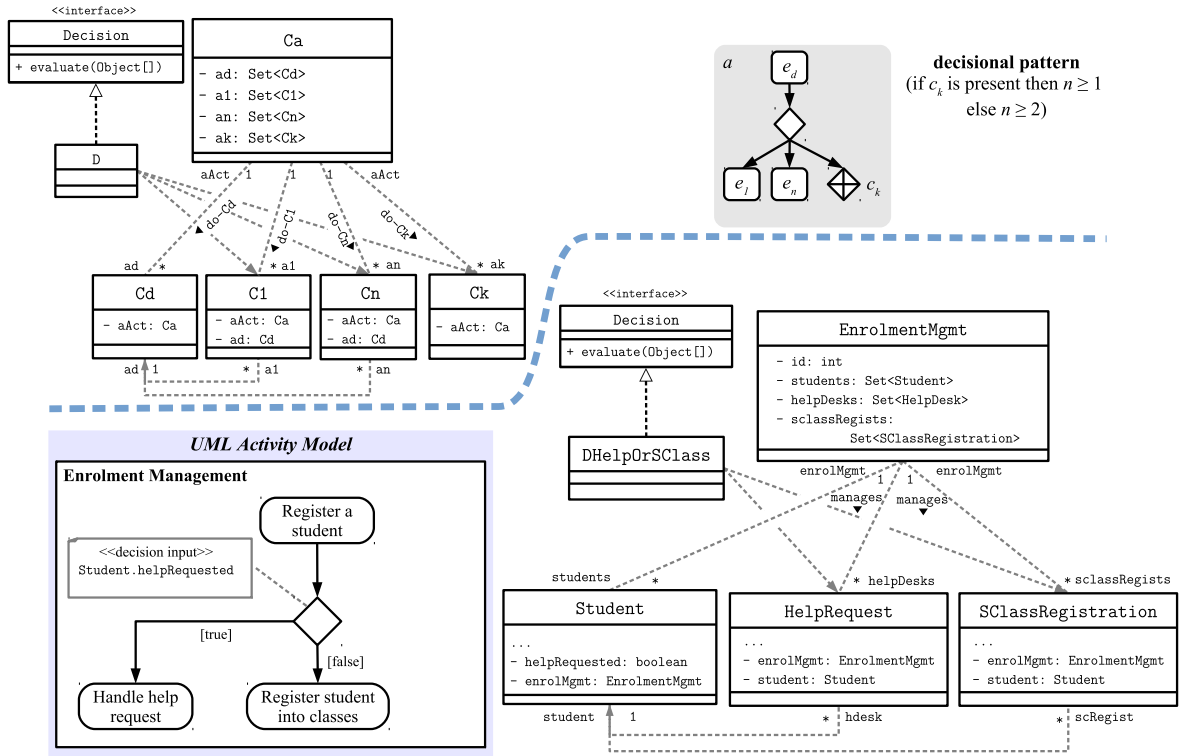 <<interface>>
Decision
+ evaluate(Object[])
D
Ca
- ad: Set<Cd>
- a1: Set<C1>
- an: Set<Cn>
- ak: Set<Ck>
aAct 1 1 1 aAct
do-Cd
do-C1
do-Cn
do-Ck
ad * * a1 * an * ak
Cd
- aAct: Ca
C1
- aAct: Ca
- ad: Cd
Cn
- aAct: Ca
- ad: Cd
Ck
- aAct: Ca
ad 1 * a1 * an
a
e_d
e_1
e_n
c_k
decisional pattern
(if c_k is present then n ≥ 1
else n ≥ 2)
UML Activity Model
Enrolment Management
Register a
student
<<decision input>>
Student.helpRequested
[true]
[false]
Handle help
request
Register student
into classes
<<interface>>
Decision
+ evaluate(Object[])
DHelpOrSClass
EnrolmentMgmt
- id: int
- students: Set<Student>
- helpDesks: Set<HelpDesk>
- sclassRegists:
Set<SClassRegistration>
enrolMgmt enrolMgmt
1 1
manages manages
students * * helpDesks * sclassRegists
Student
...
- helpRequested: boolean
- enrolMgmt: EnrolmentMgmt
HelpRequest
...
- enrolMgmt: EnrolmentMgmt
- student: Student
SClassRegistration
...
- enrolMgmt: EnrolmentMgmt
- student: Student
student 1 * hdesk * scRegist